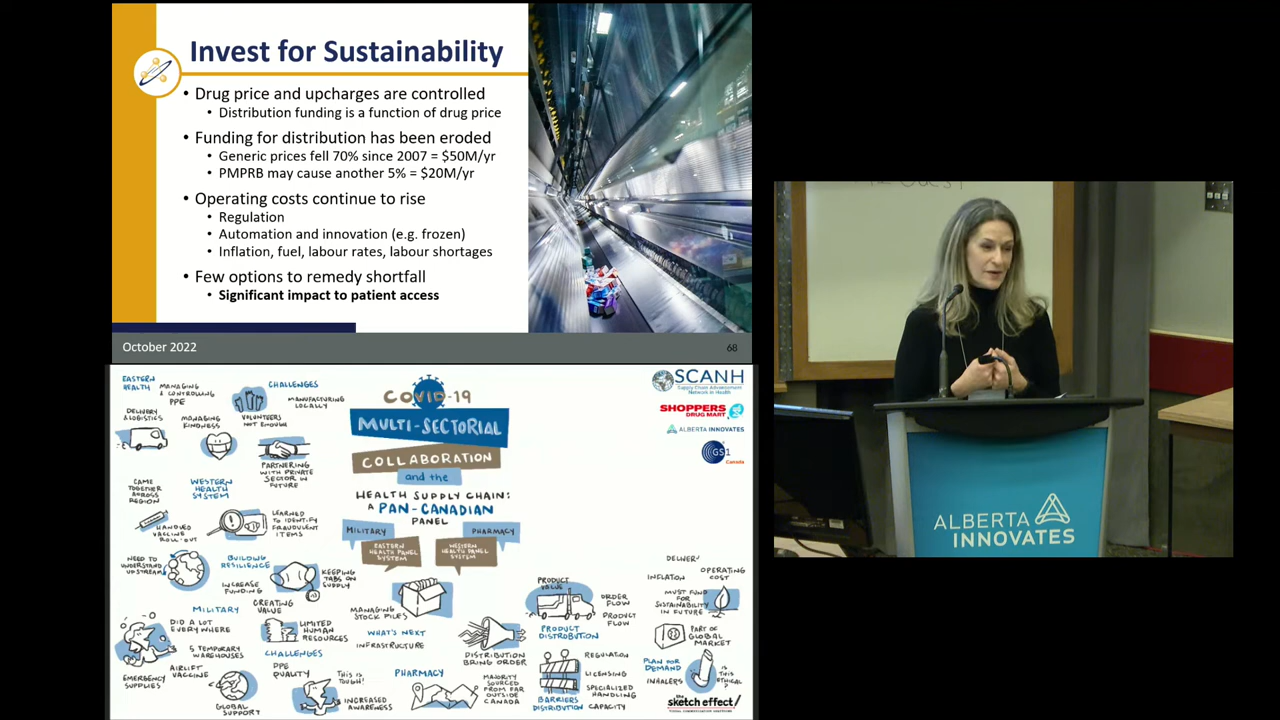 Invest for Sustainability
• Drug price and upcharges are controlled
• Distribution funding is a function of drug price
• Funding for distribution has been eroded
• Generic prices fell 70% since 2007 = $50M/yr
• PMPRB may cause another 5% = $20M/yr
• Operating costs continue to rise
• Regulation
• Automation and innovation (e.g. frozen)
• Inflation, fuel, labour rates, labour shortages
• Few options to remedy shortfall
• Significant impact to patient access
October 2022
68
EASTERN
HEALTH
MANAGING
& CONTROLLING
PPE
CHALLENGES
MANUFACTURING
LOCALLY
DELIVERY
& LOGISTICS
MANAGING
KINDNESS
VOLUNTEERS
NOT ENOUGH
PARTNERING
WITH PRIVATE
SECTOR IN
FUTURE
CAME
TOGETHER
ACROSS
REGION
WESTERN
HEALTH
SYSTEM
HANDLED
VACCINE
ROLL-OUT
LEARNED
TO IDENTIFY
FRAUDULENT
ITEMS
NEED TO
UNDERSTAND
UPSTREAM
BUILDING
RESILIENCE
INCREASE
FUNDING
KEEPING
TABS ON
SUPPLY
MILITARY
CREATING
VALUE
DID A LOT
EVERYWHERE
LIMITED
HUMAN
RESOURCES
5 TEMPORARY
WAREHOUSES
CHALLENGES
AIRLIFT
VACCINE
EMERGENCY
SUPPLIES
GLOBAL
SUPPORT
PPE
QUALITY
THIS IS
TOUGH!
INCREASED
AWARENESS
COVID-19
MULTI-SECTORIAL
COLLABORATION
and the
HEALTH SUPPLY CHAIN:
A PAN-CANADIAN
PANEL
MILITARY
PHARMACY
EASTERN
HEALTH PANEL
SYSTEM
WESTERN
HEALTH PANEL
SYSTEM
MANAGING
STOCK PILES
WHAT'S NEXT
INFRASTRUCTURE
PHARMACY
DISTRIBUTION
BRING ORDER
MAJORITY
SOURCED
FROM FAR
OUTSIDE
CANADA
PRODUCT
VALUE
ORDER
FLOW
PRODUCT
FLOW
PRODUCT
DISTRIBUTION
REGULATION
LICENSING
SPECIALIZED
HANDLING
CAPACITY
BARRIERS
DISTRIBUTION
DELIVER
INFLATON
OPERATING
COST
MUST FUND
FOR
SUSTAINABILITY
IN FUTURE
PART OF
GLOBAL
MARKET
PLAN FOR
DEMAND
INHALERS
IS
THIS
ETHICAL
?
SCANH
Supply Chain Advancement
Network in Health
SHOPPERS
DRUG MART
ALBERTA INNOVATES
GS1
Canada
the
sketch effect/
ALBERTA
INNOVATES